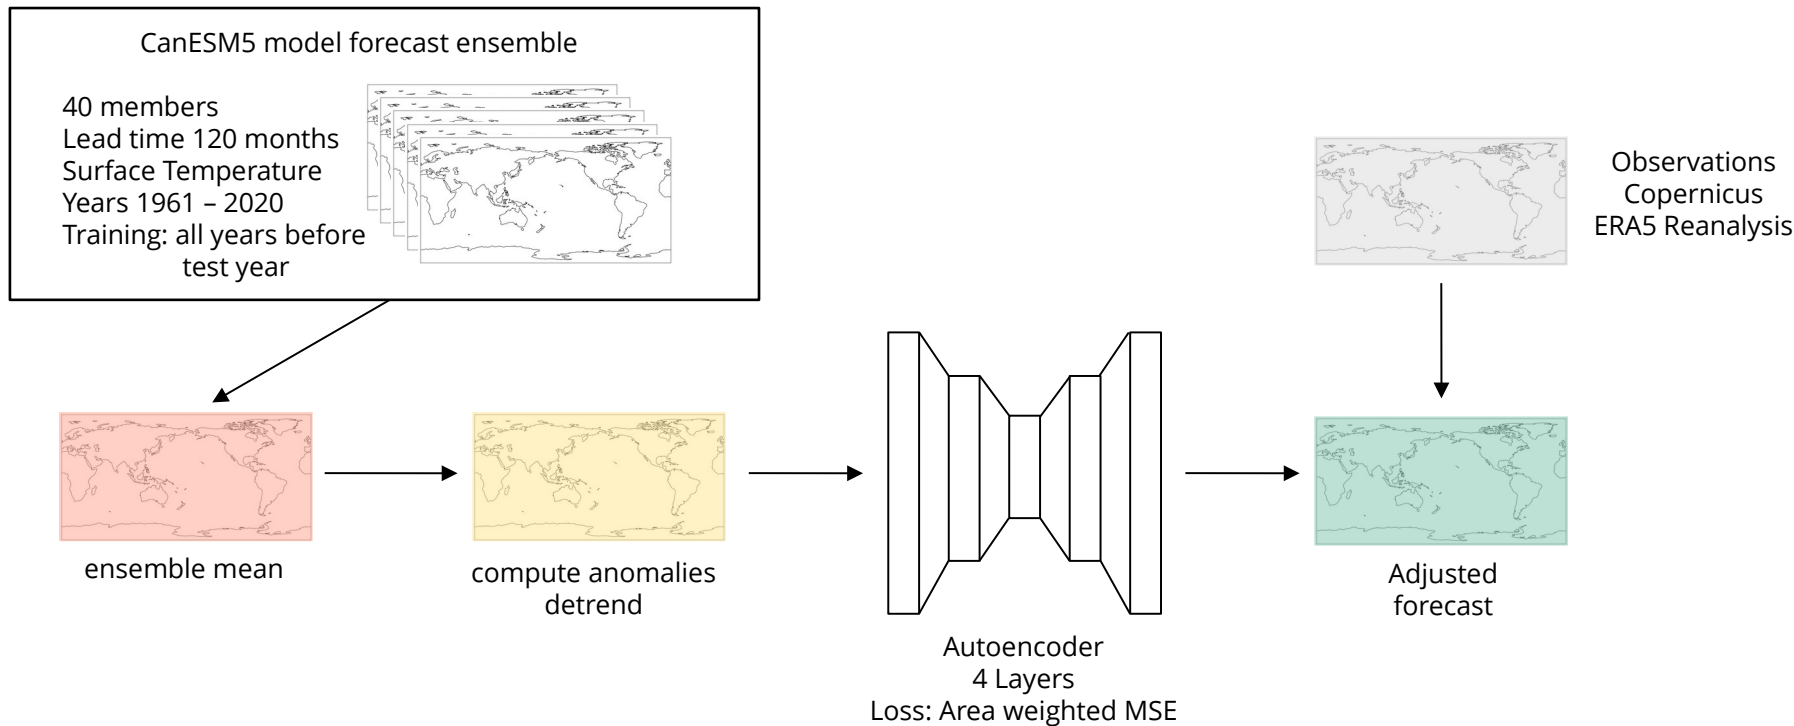 CanESM5 model forecast ensemble
40 members
Lead time 120 months
Surface Temperature
Years 1961 – 2020
Training: all years before
test year
Observations
Copernicus
ERA5 Reanalysis
ensemble mean
compute anomalies
detrend
Autoencoder
4 Layers
Loss: Area weighted MSE
Adjusted
forecast